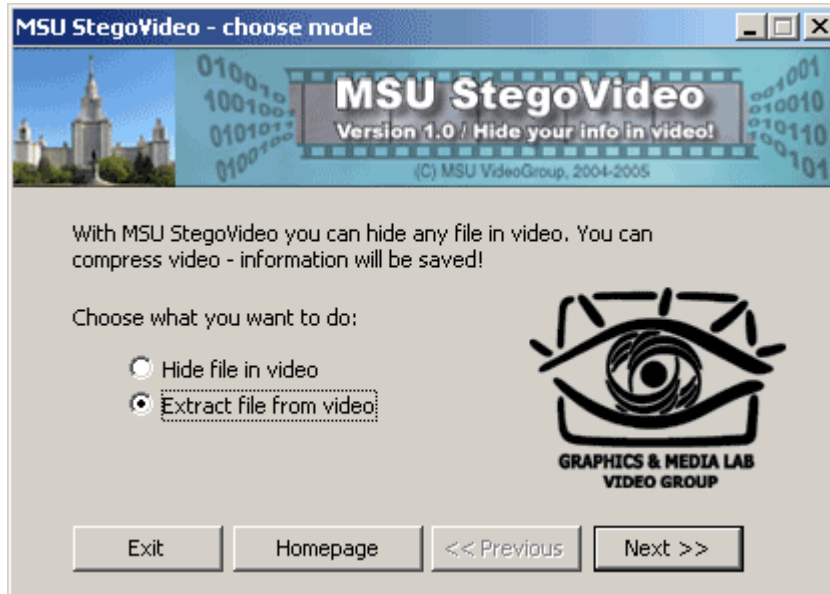 MSU StegoVideo - choose mode
MSU StegoVideo
Version 1.0 / Hide your info in video!
(C) MSU VideoGroup, 2004-2005
With MSU StegoVideo you can hide any file in video. You can
compress video - information will be saved!
Choose what you want to do:
Hide file in video
Extract file from video
GRAPHICS & MEDIA LAB
VIDEO GROUP
Exit
Homepage
<< Previous
Next >>